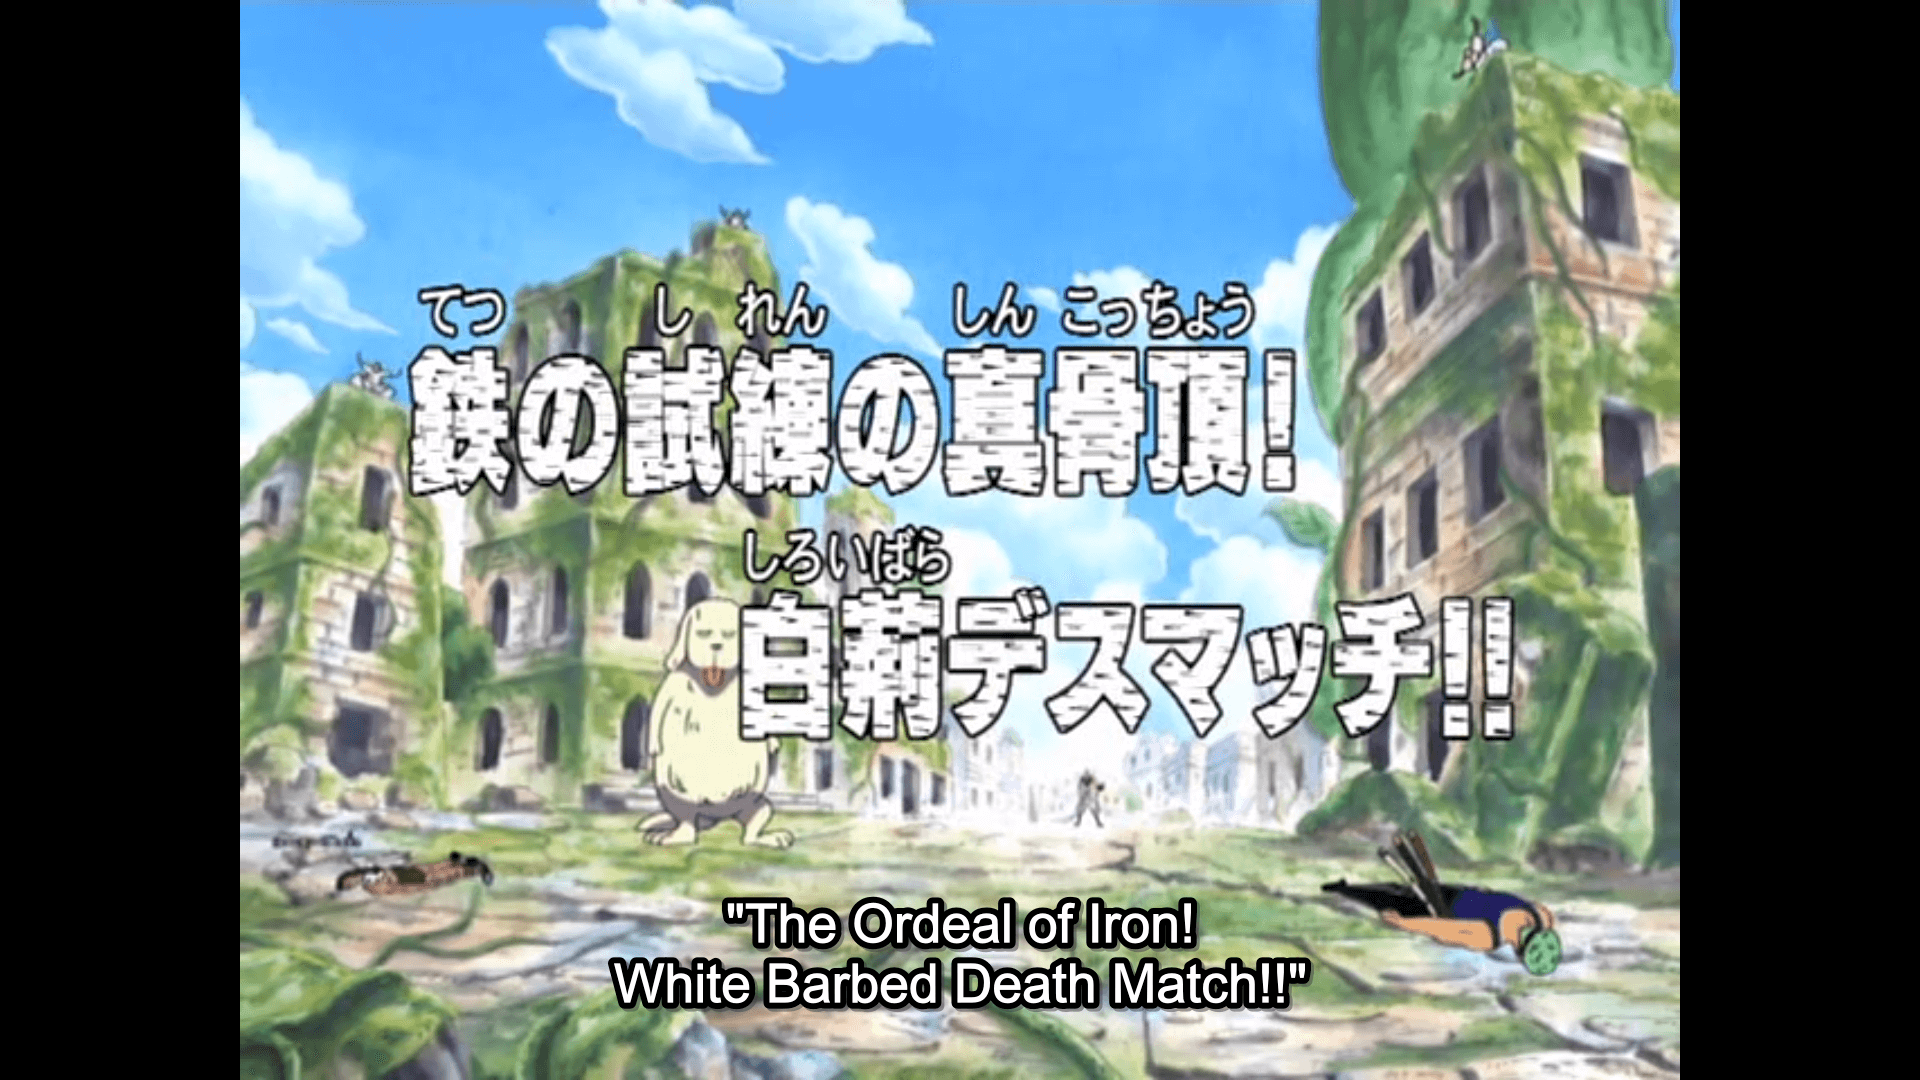 てつ し れん しん こっちょう
鉄の試練の真骨頂!
しろいばら
白荊デスマッチ!!
"The Ordeal of Iron!
White Barbed Death Match!!"